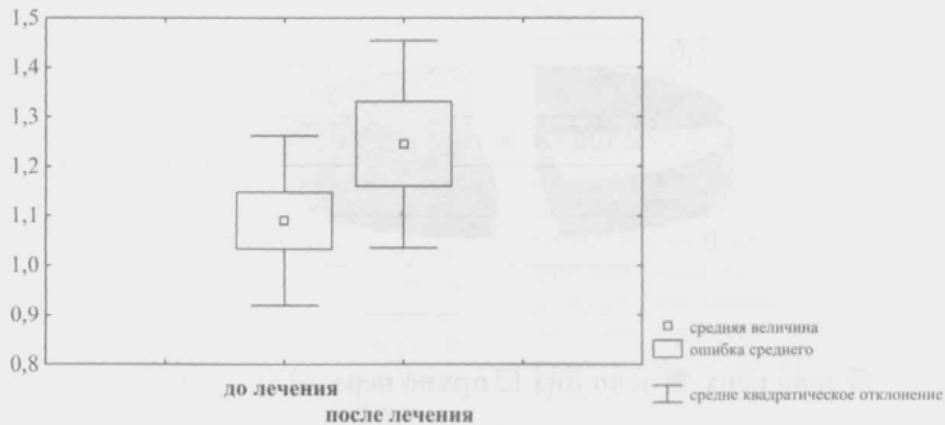 1,5
1,4
1,3
1,2
1,1
1,0
0,9
0,8
до лечения
после лечения
средняя величина
ошибка среднего
средне квадратическое отклонение